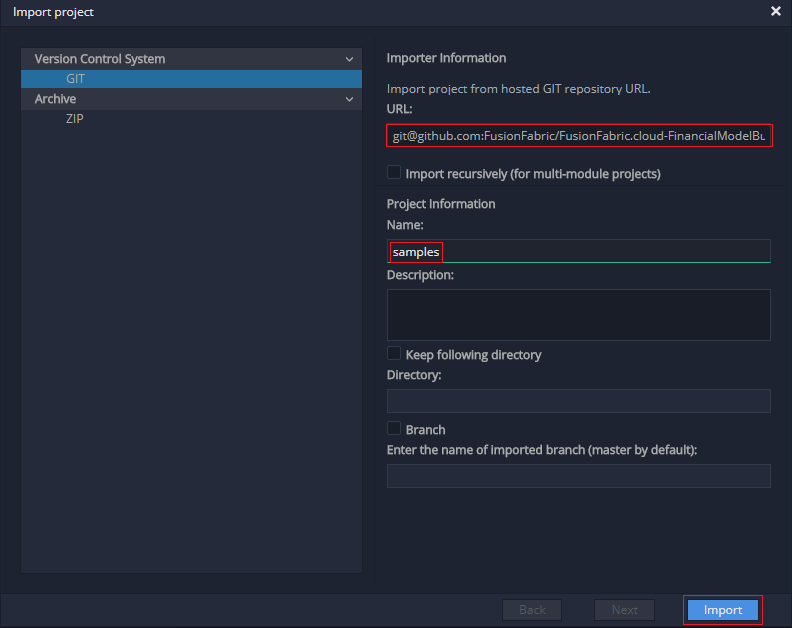 Import project
Version Control System
GIT
Archive
ZIP
Importer Information
Import project from hosted GIT repository URL.
URL:
git@github.com:FusionFabric/FusionFabric.cloud-FinancialModelBu
Import recursively (for multi-module projects)
Project Information
Name:
samples
Description:
Keep following directory
Directory:
Branch
Enter the name of imported branch (master by default):
Back
Next
Import